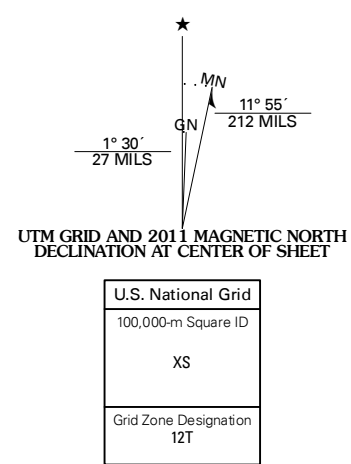 ★
MN
GN
11° 55´
212 MILS
1° 30´
27 MILS
UTM GRID AND 2011 MAGNETIC NORTH
DECLINATION AT CENTER OF SHEET
U.S. National Grid
100,000-m Square ID
XS
Grid Zone Designation
12T